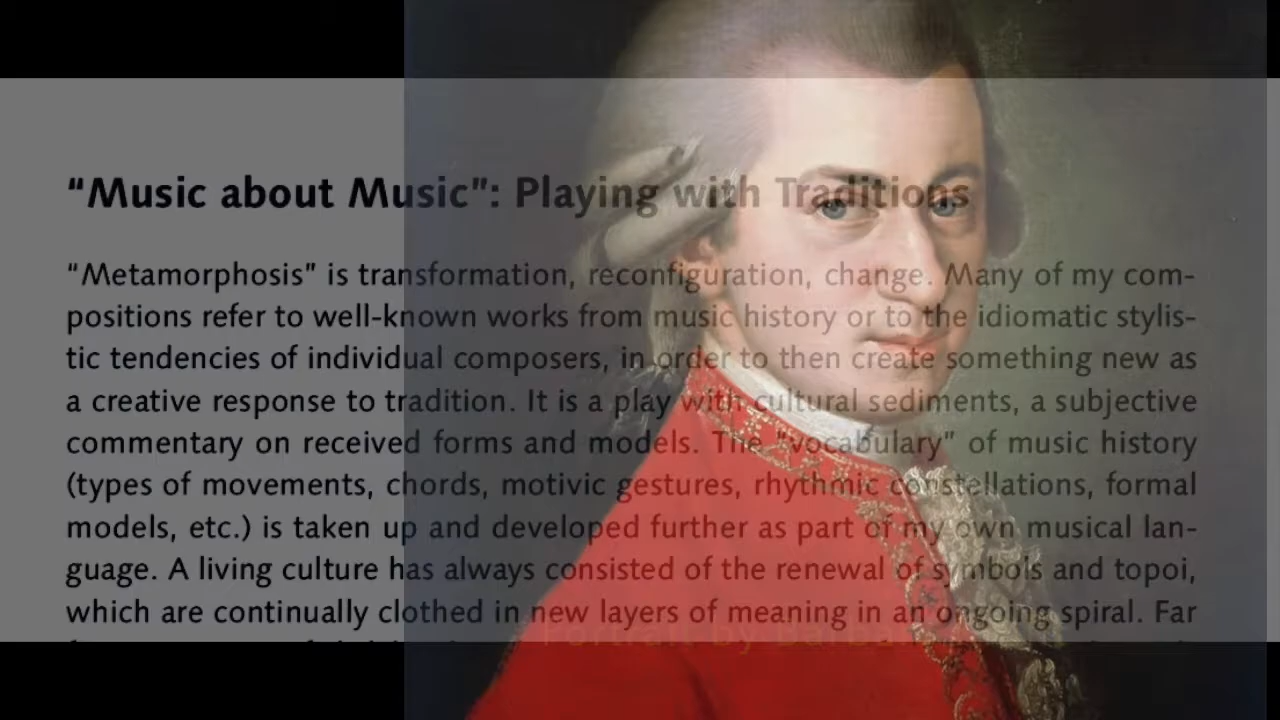 “Music about Music”: Playing with Traditions
“Metamorphosis” is transformation, reconfiguration, change. Many of my com-
positions refer to well-known works from music history or to the idiomatic stylis-
tic tendencies of individual composers, in order to then create something new as
a creative response to tradition. It is a play with cultural sediments, a subjective
commentary on received forms and models. The “vocabulary” of music history
(types of movements, chords, motivic gestures, rhythmic constellations, formal
models, etc.) is taken up and developed further as part of my own musical lan-
guage. A living culture has always consisted of the renewal of symbols and topoi,
which are continually clothed in new layers of meaning in an ongoing spiral. Far
Portrait by